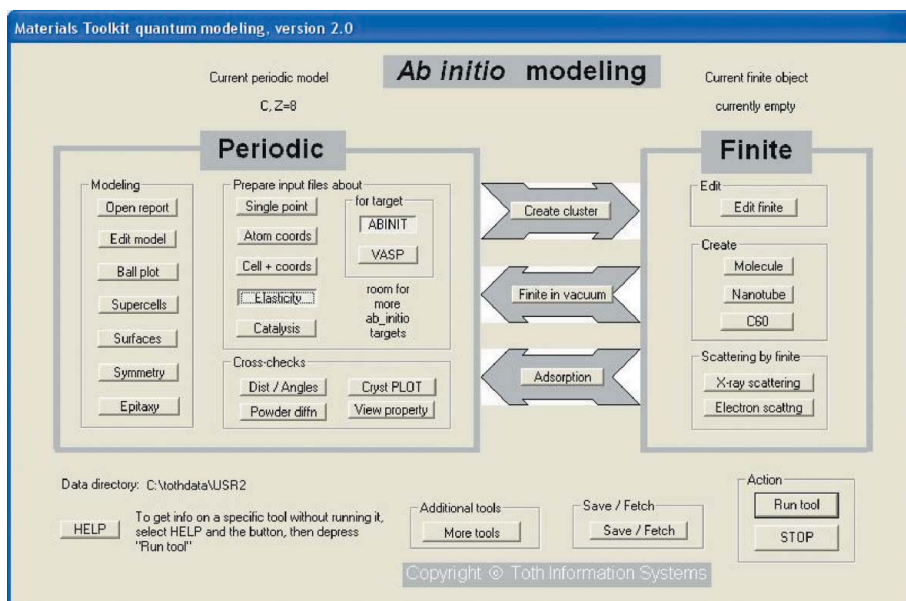 Materials Toolkit quantum modeling, version 2.0
Current periodic model
C, Z=8
Ab initio modeling
Current finite object
currently empty
Periodic
Modeling
Open report
Edit model
Ball plot
Supercells
Surfaces
Symmetry
Epitaxy
Prepare input files about
Single point
Atom coords
Cell + coords
Elasticity
Catalysis
for target
ABINIT
VASP
room for
more
ab_initio
targets
Cross-checks
Dist / Angles
Cryst PLOT
Powder diffn
View property
Create cluster
Finite in vacuum
Adsorption
Finite
Edit
Edit finite
Create
Molecule
Nanotube
C60
Scattering by finite
X-ray scattering
Electron scattng
Data directory: C:\tothdata\USR2
HELP
To get info on a specific tool without running it,
select HELP and the button, then depress
"Run tool"
Additional tools
More tools
Save / Fetch
Save / Fetch
Action
Run tool
STOP
Copyright © Toth Information Systems